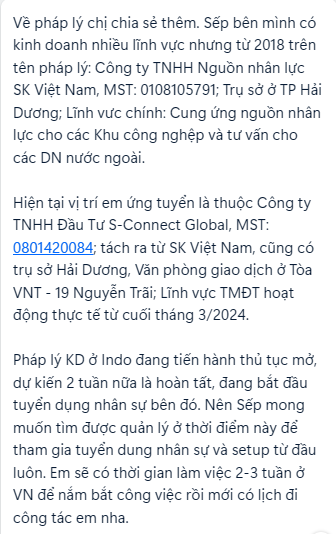 Về pháp lý chị chia sẻ thêm. Sếp bên mình có
kinh doanh nhiều lĩnh vực nhưng từ 2018 trên
tên pháp lý: Công ty TNHH Nguồn nhân lực
SK Việt Nam, MST: 0108105791; Trụ sở ở TP Hải
Dương; Lĩnh vưc chính: Cung ứng nguồn nhân
lực cho các Khu công nghệp và tư vấn cho
các DN nước ngoài.
Hiện tại vị trí em ứng tuyển là thuộc Công ty
TNHH Đầu Tư S-Connect Global, MST:
0801420084; tách ra từ SK Việt Nam, cũng có
trụ sở Hải Dương, Văn phòng giao dịch ở Tòa
VNT - 19 Nguyễn Trãi; Lĩnh vực TMĐT hoạt
động thực tế từ cuối tháng 3/2024.
Pháp lý KD ở Indo đang tiến hành thủ tục mở,
dự kiến 2 tuần nữa là hoàn tất, đang bắt đầu
tuyển dụng nhân sự bên đó. Nên Sếp mong
muốn tìm được quản lý ở thời điểm này để
tham gia tuyển dung nhân sự và setup từ đầu
luôn. Em sẽ có thời gian làm việc 2-3 tuần ở
VN để nắm bắt công việc rồi mới có lịch đi
công tác em nha.